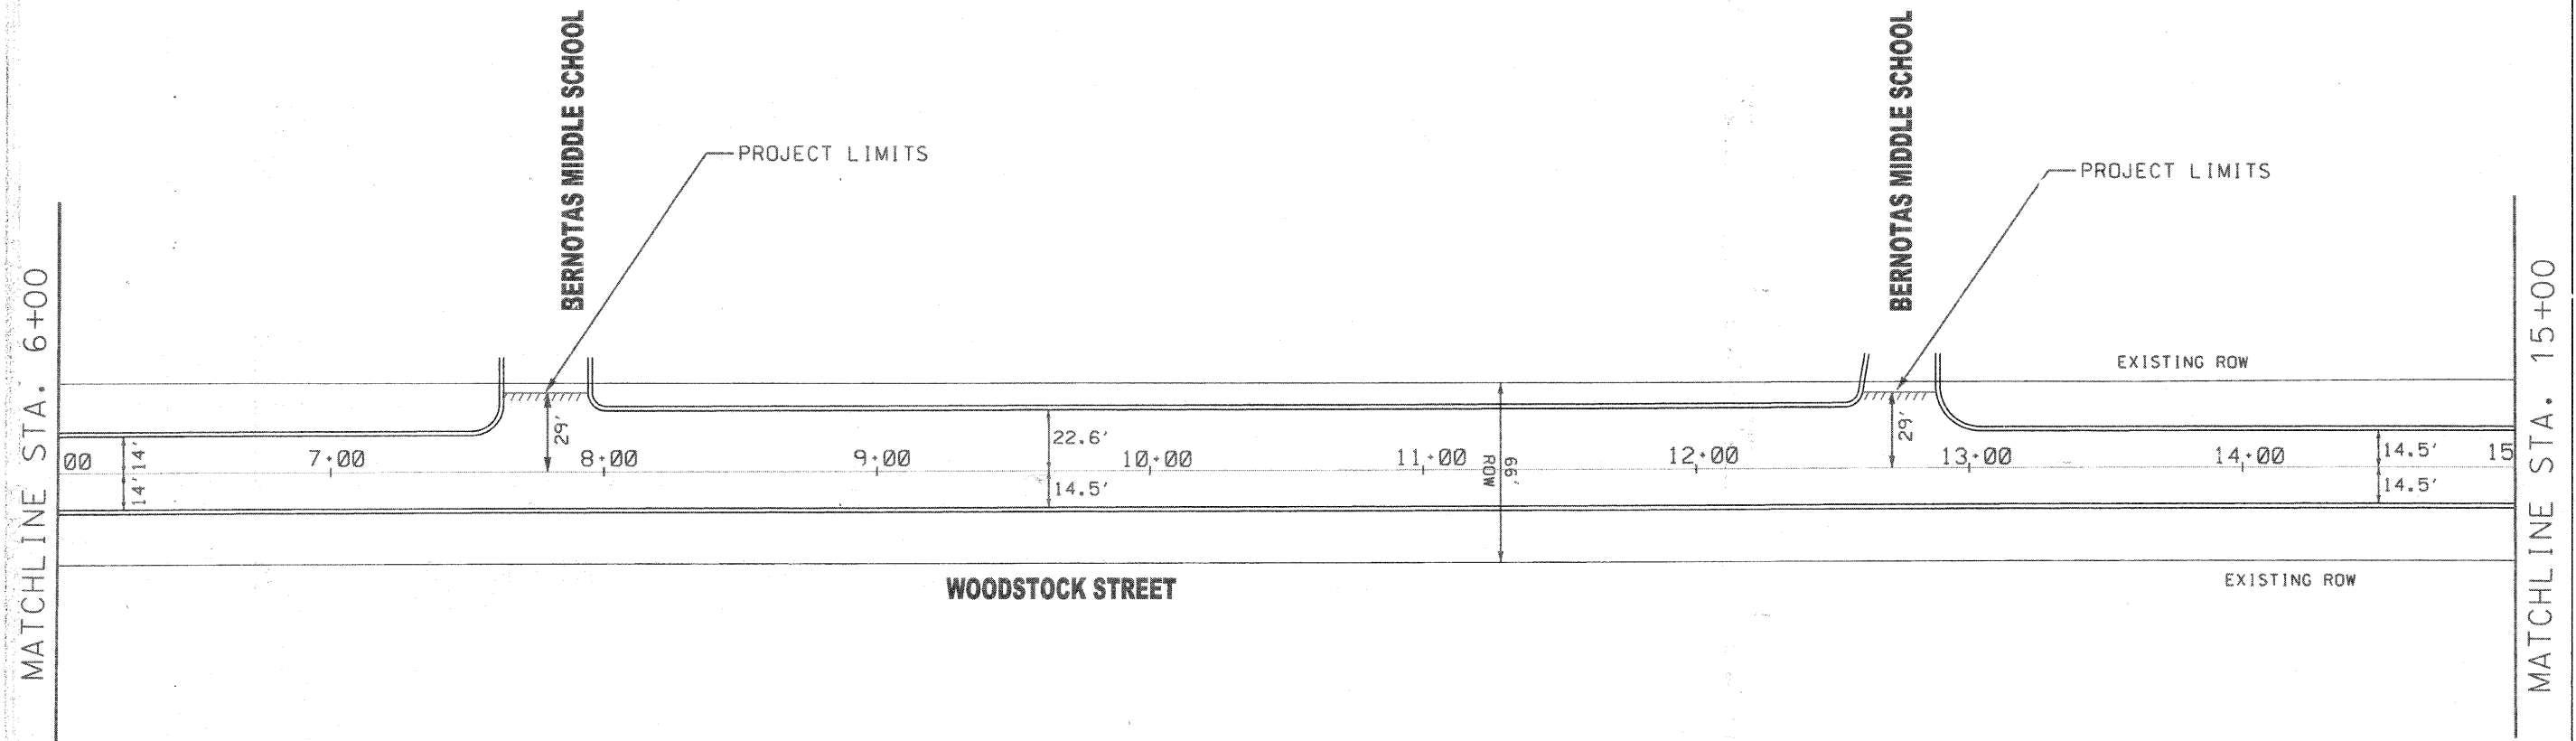 BERNOTAS MIDDLE SCHOOL
BERNOTAS MIDDLE SCHOOL
PROJECT LIMITS
PROJECT LIMITS
MATCHLINE STA. 6+00
MATCHLINE STA. 15+00
EXISTING ROW
29'
29'
14'
14'
22.6'
14.5'
66'
ROW
14.5'
14.5'
00
7+00
8+00
9+00
10+00
11+00
12+00
13+00
14+00
15
WOODSTOCK STREET
EXISTING ROW